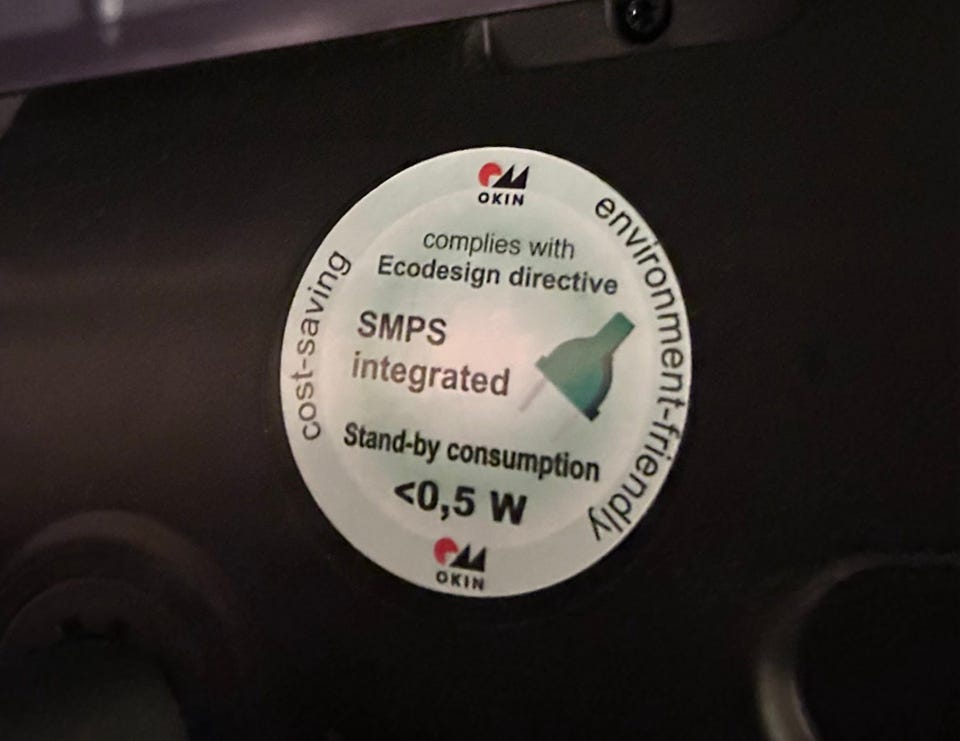 OKIN
complies with
Ecodesign directive
SMPS
integrated
Stand-by consumption
<0,5 W
OKIN
cost-saving
environment-friendly